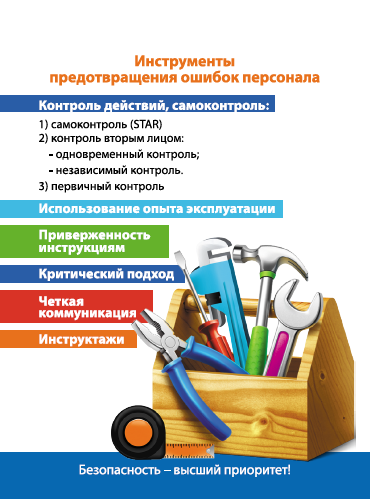 Инструменты
предотвращения ошибок персонала
Контроль действий, самоконтроль:
1) самоконтроль (STAR)
2) контроль вторым лицом:
- одновременный контроль;
- независимый контроль.
3) первичный контроль
Использование опыта эксплуатации
Приверженность
инструкциям
Критический подход
Четкая
коммуникация
Инструктажи
Безопасность – высший приоритет!